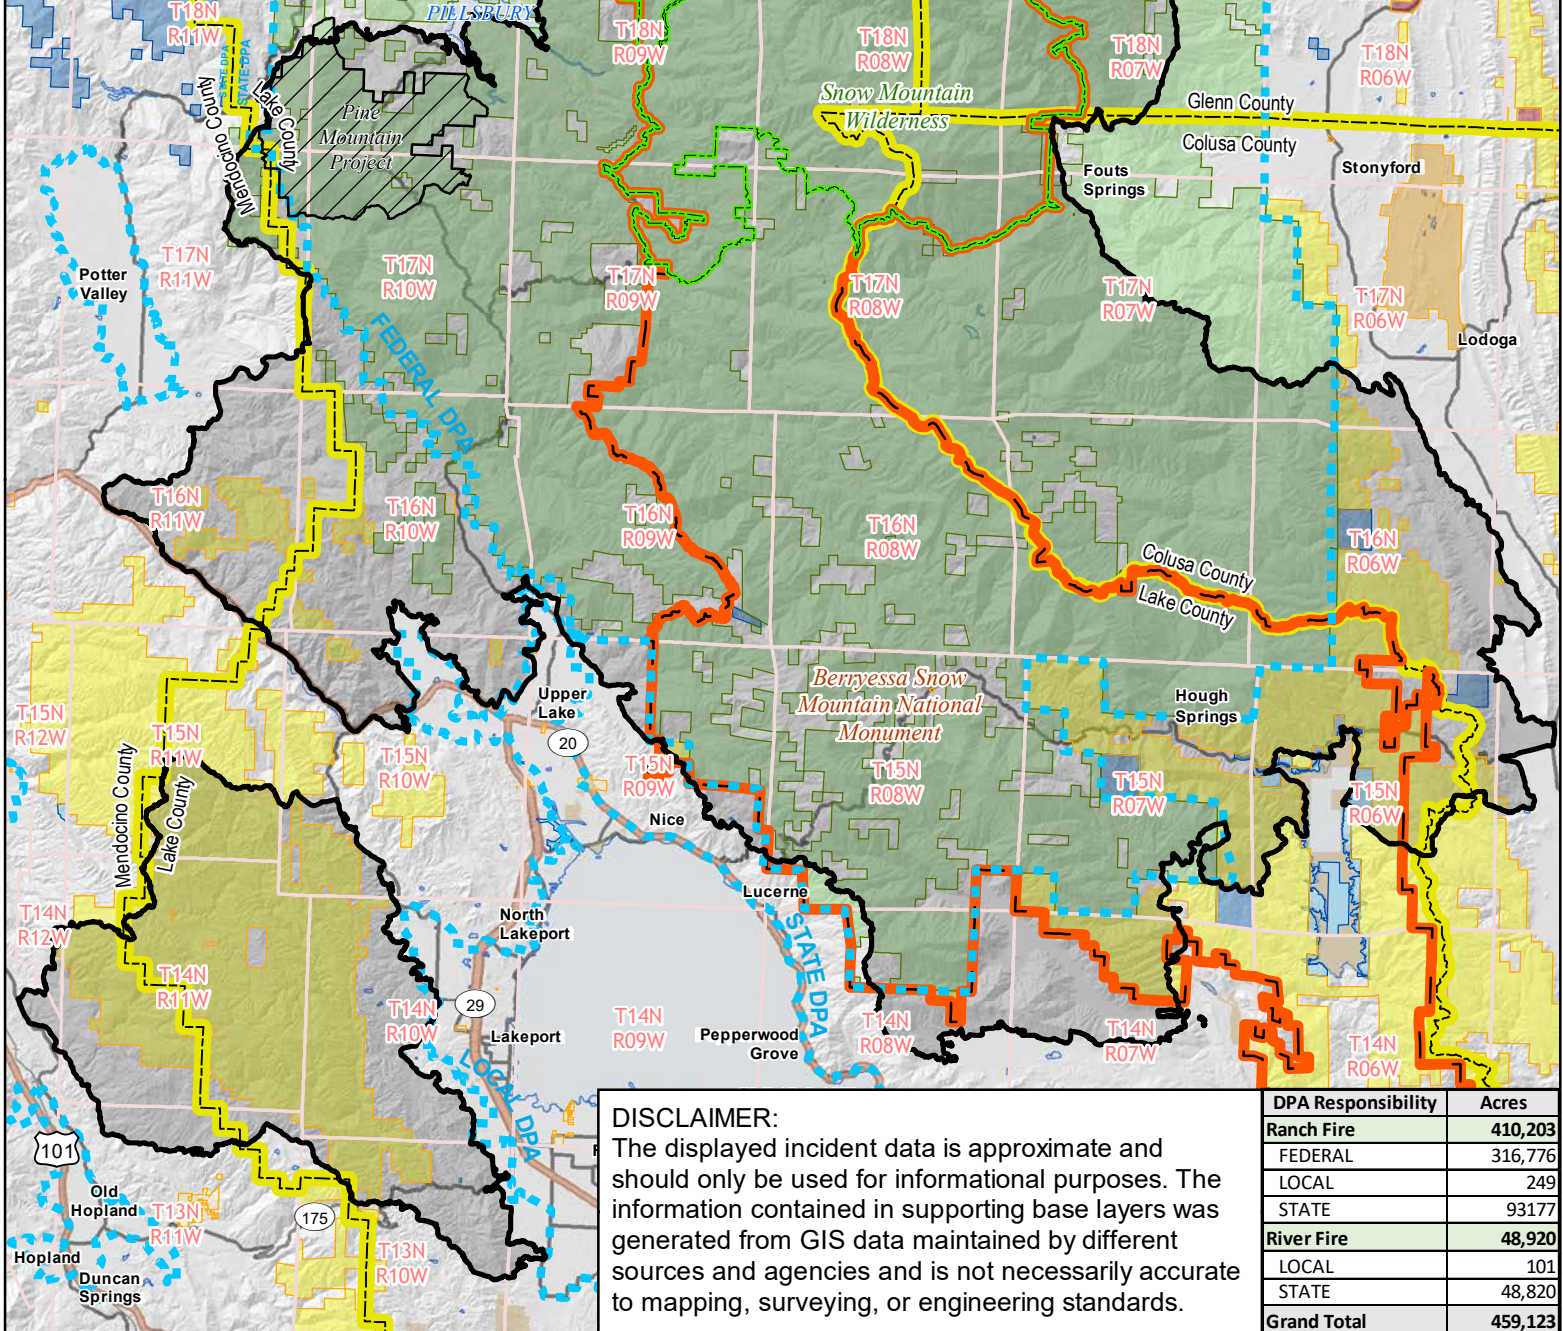 PILLSBURY
T18N
R11W
T18N
R09W
T18N
R08W
T18N
R07W
T18N
R06W
STATE DPA
STATE DPA
Mendocino County
Lake County
Pine
Mountain
Project
Snow Mountain
Wilderness
Glenn County
Colusa County
Stonyford
Fouts
Springs
Potter
Valley
T17N
R11W
T17N
R10W
T17N
R09W
T17N
R08W
T17N
R07W
T17N
R06W
Lodoga
FEDERAL DPA
T16N
R11W
T16N
R10W
T16N
R09W
T16N
R08W
T16N
R06W
Colusa County
Lake County
Berryessa Snow
Mountain National
Monument
Hough
Springs
Upper
Lake
20
T15N
R12W
T15N
R11W
T15N
R10W
T15N
R09W
T15N
R08W
T15N
R07W
T15N
R06W
Mendocino County
Lake County
Nice
Lucerne
North
Lakeport
STATE DPA
T14N
R12W
T14N
R11W
T14N
R10W
29
Lakeport
T14N
R09W
Pepperwood
Grove
T14N
R08W
T14N
R07W
T14N
R06W
LOCAL DPA
101
Old
Hopland
T13N
R11W
175
T13N
R10W
Hopland
Duncan
Springs
DISCLAIMER:
The displayed incident data is approximate and
should only be used for informational purposes. The
information contained in supporting base layers was
generated from GIS data maintained by different
sources and agencies and is not necessarily accurate
to mapping, surveying, or engineering standards.
DPA Responsibility Acres
Ranch Fire 410,203
FEDERAL 316,776
LOCAL 249
STATE 93177
River Fire 48,920
LOCAL 101
STATE 48,820
Grand Total 459,123